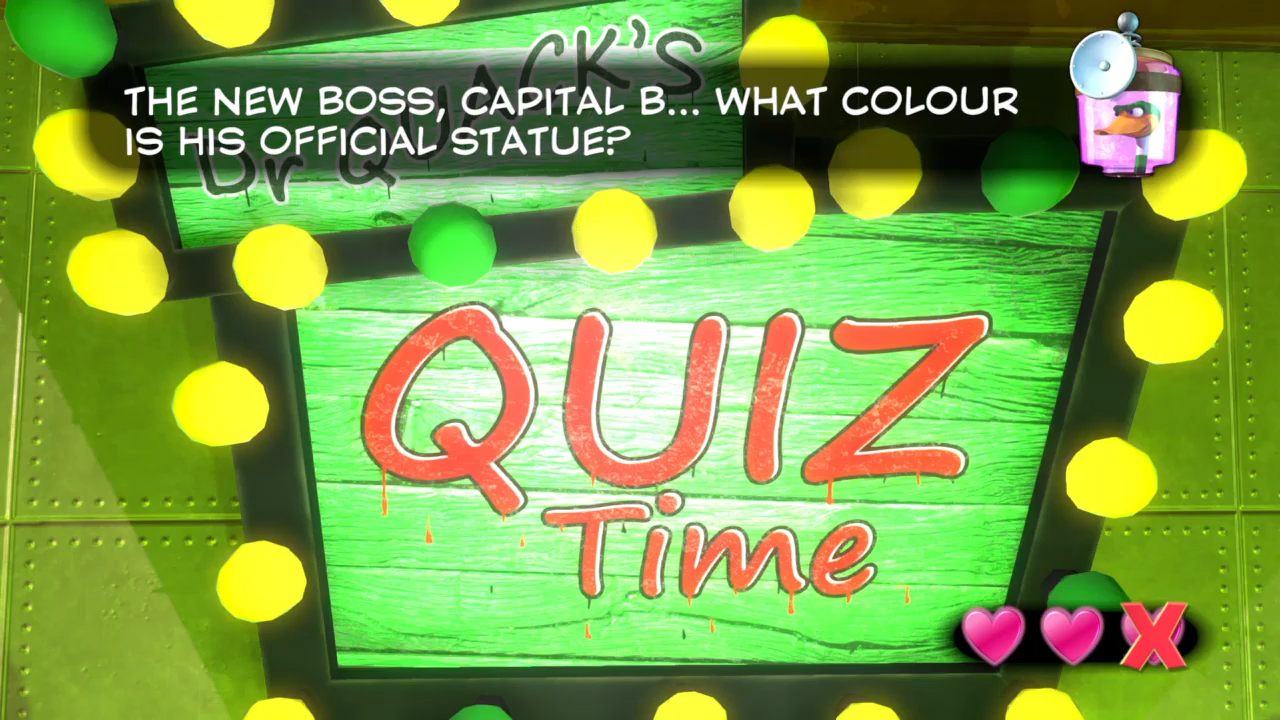 THE NEW BOSS, CAPITAL B... WHAT COLOUR
IS HIS OFFICIAL STATUE?
Dr QUACK'S
QUIZ
Time